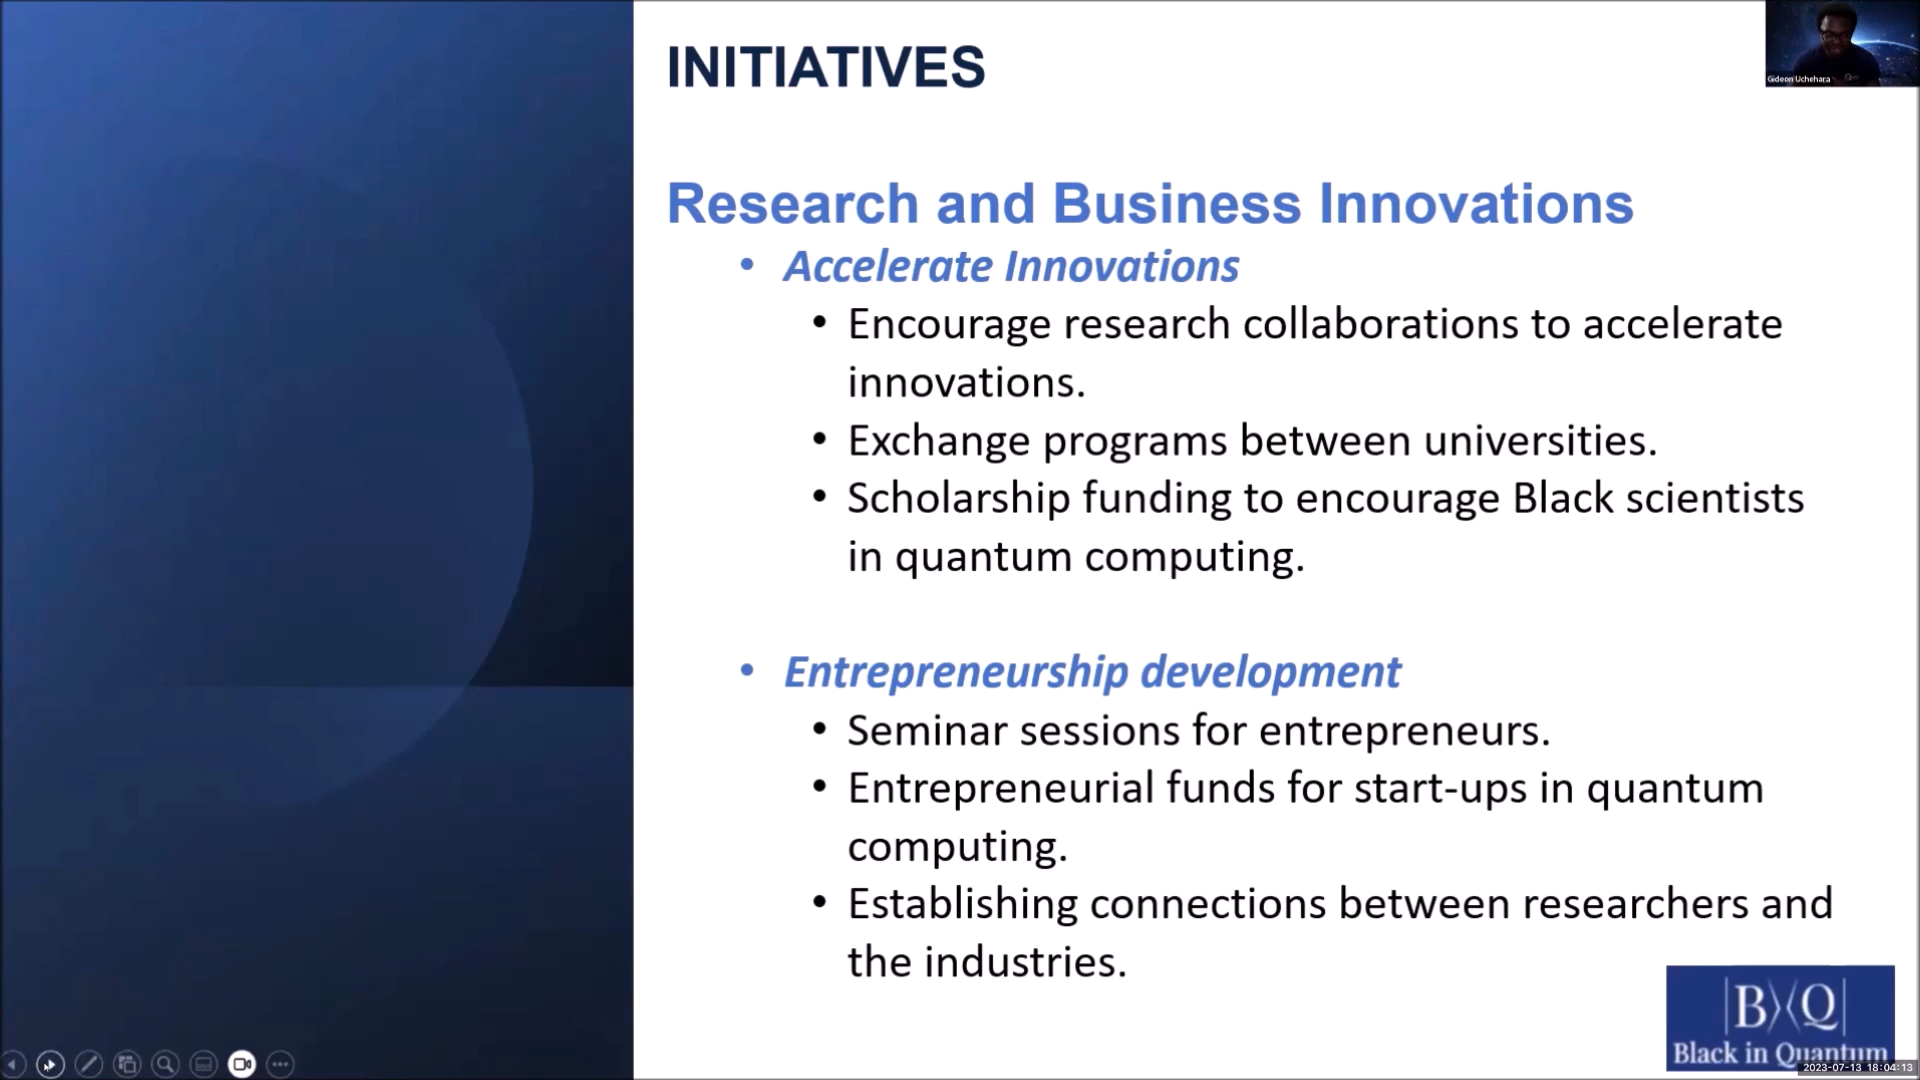 INITIATIVES
Gideon Uchehara
Research and Business Innovations
• Accelerate Innovations
• Encourage research collaborations to accelerate
innovations.
• Exchange programs between universities.
• Scholarship funding to encourage Black scientists
in quantum computing.
• Entrepreneurship development
• Seminar sessions for entrepreneurs.
• Entrepreneurial funds for start-ups in quantum
computing.
• Establishing connections between researchers and
the industries.
|B⟩⟨Q|
Black in Quantum
2023-07-13 18:04:13